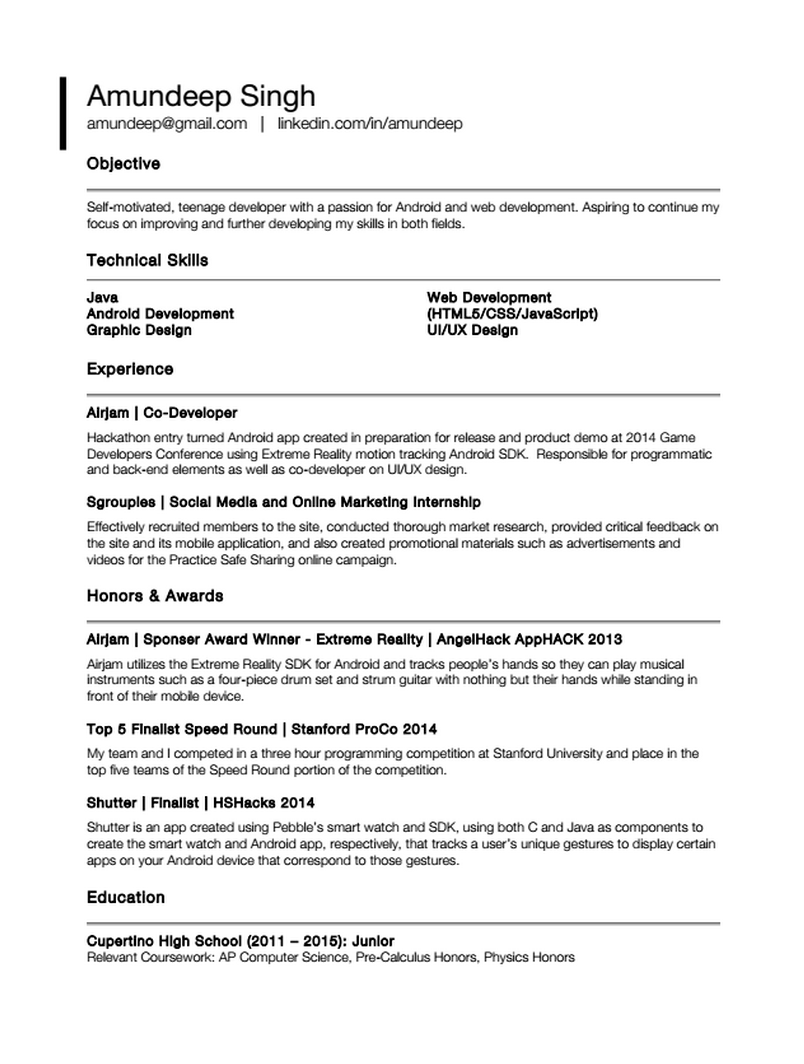 Amundeep Singh
amundeep@gmail.com | linkedin.com/in/amundeep
Objective
Self-motivated, teenage developer with a passion for Android and web development. Aspiring to continue my
focus on improving and further developing my skills in both fields.
Technical Skills
Java
Android Development
Graphic Design
Web Development
(HTML5/CSS/JavaScript)
UI/UX Design
Experience
Airjam | Co-Developer
Hackathon entry turned Android app created in preparation for release and product demo at 2014 Game
Developers Conference using Extreme Reality motion tracking Android SDK.  Responsible for programmatic
and back-end elements as well as co-developer on UI/UX design.
Sgrouples | Social Media and Online Marketing Internship
Effectively recruited members to the site, conducted thorough market research, provided critical feedback on
the site and its mobile application, and also created promotional materials such as advertisements and
videos for the Practice Safe Sharing online campaign.
Honors & Awards
Airjam | Sponser Award Winner - Extreme Reality | AngelHack AppHACK 2013
Airjam utilizes the Extreme Reality SDK for Android and tracks people's hands so they can play musical
instruments such as a four-piece drum set and strum guitar with nothing but their hands while standing in
front of their mobile device.
Top 5 Finalist Speed Round | Stanford ProCo 2014
My team and I competed in a three hour programming competition at Stanford University and place in the
top five teams of the Speed Round portion of the competition.
Shutter | Finalist | HSHacks 2014
Shutter is an app created using Pebble's smart watch and SDK, using both C and Java as components to
create the smart watch and Android app, respectively, that tracks a user's unique gestures to display certain
apps on your Android device that correspond to those gestures.
Education
Cupertino High School (2011 – 2015): Junior
Relevant Coursework: AP Computer Science, Pre-Calculus Honors, Physics Honors